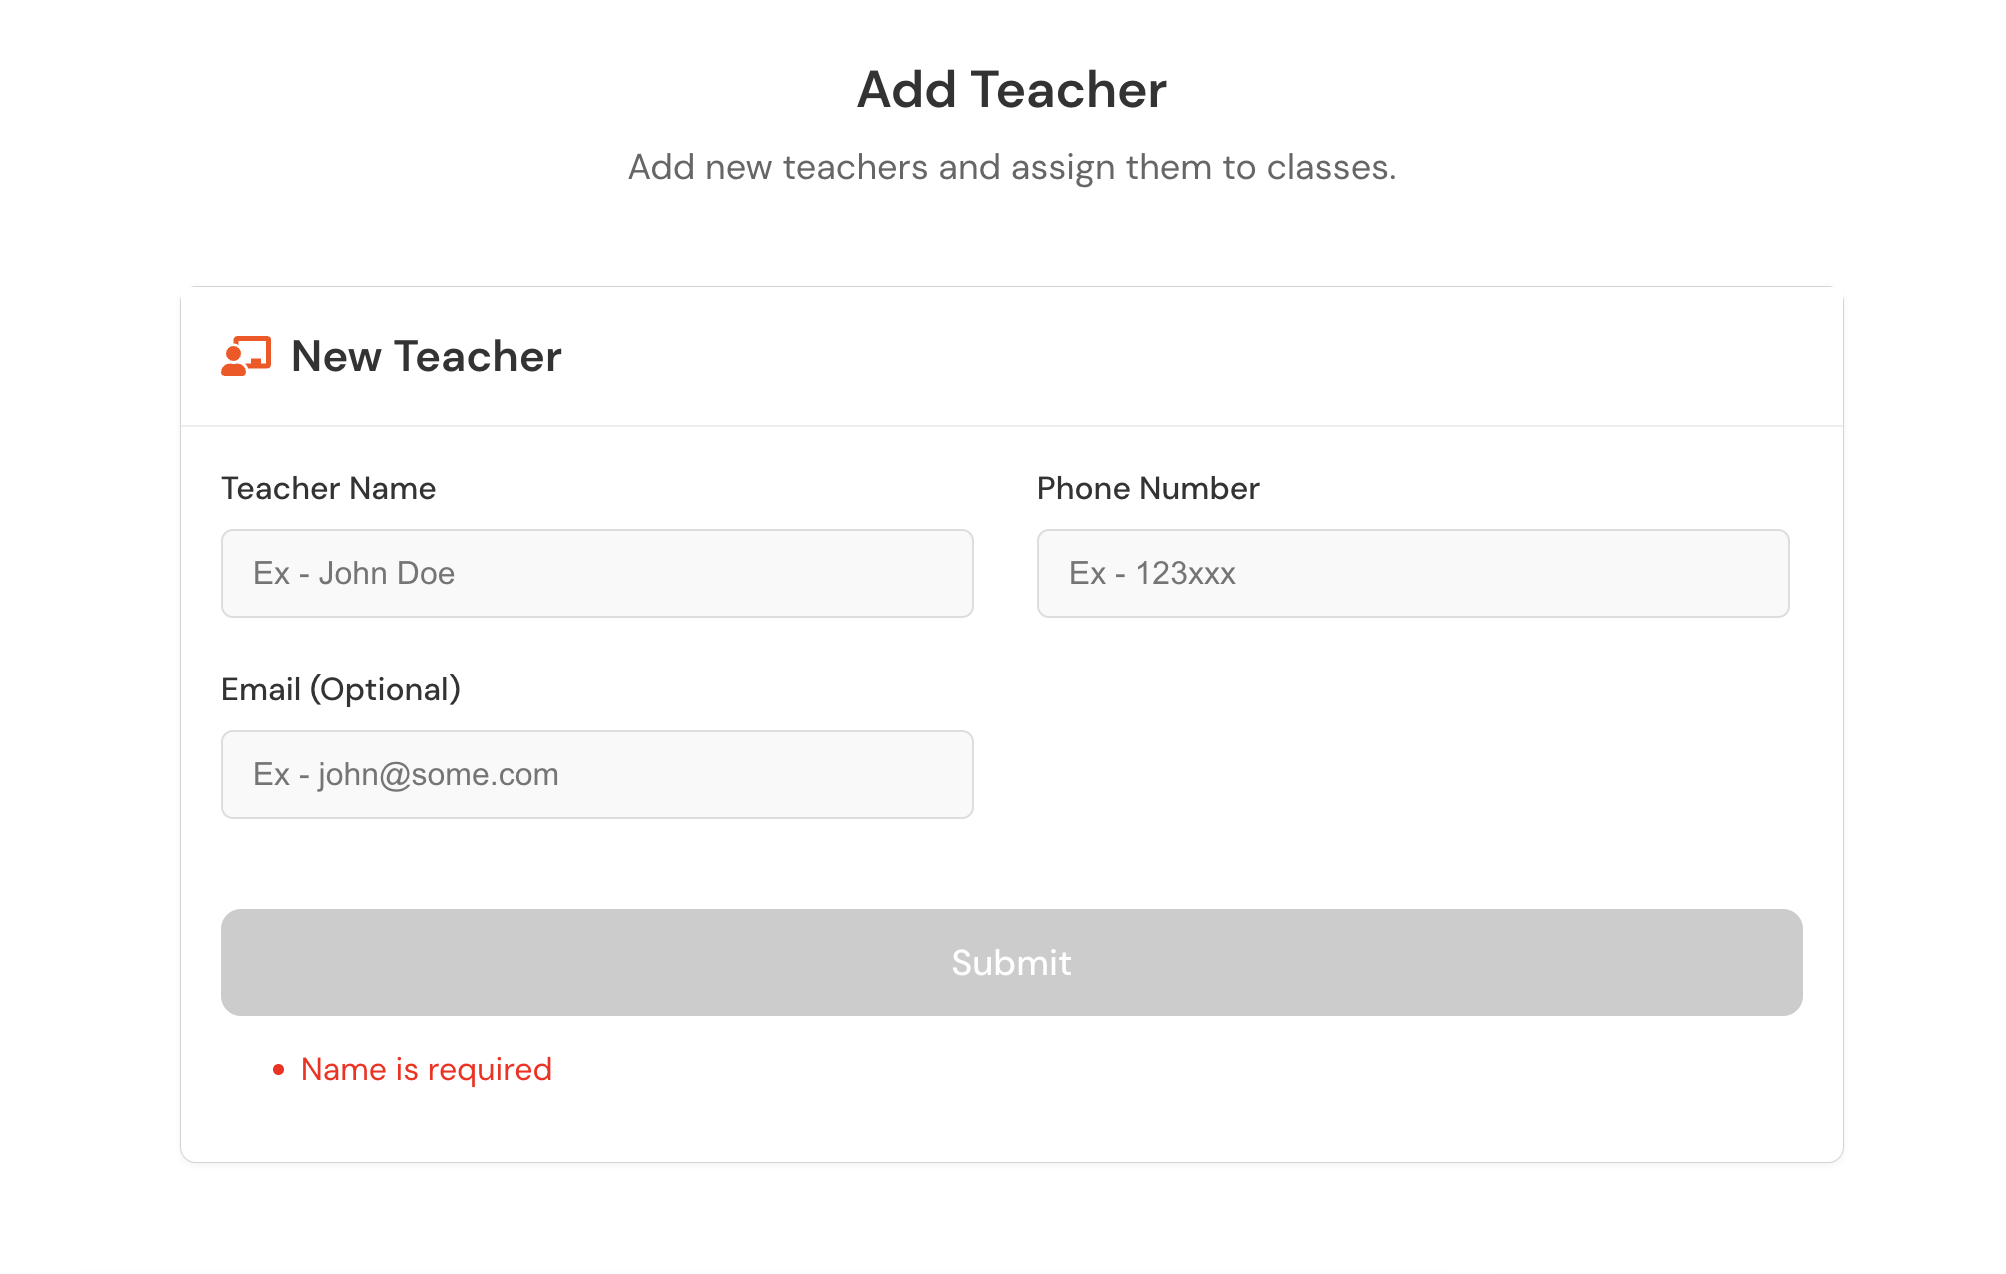 Add Teacher
Add new teachers and assign them to classes.
New Teacher
Teacher Name
Phone Number
Ex - John Doe
Ex - 123xxx
Email (Optional)
Ex - john@some.com
Submit
Name is required